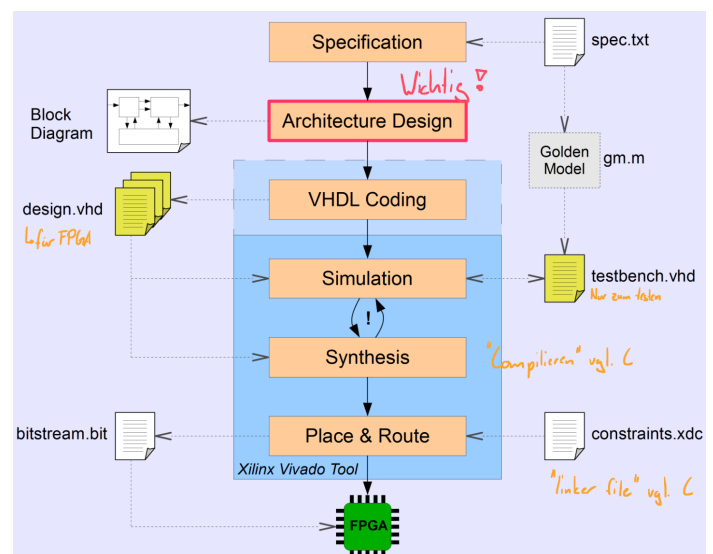 Specification
spec.txt
Wichtig!
Block
Diagram
Architecture Design
Golden
Model
gm.m
VHDL Coding
design.vhd
↳ für FPGA
Simulation
testbench.vhd
Nur zum testen
!
Synthesis
"Compilieren" vgl. C
bitstream.bit
Place & Route
constraints.xdc
Xilinx Vivado Tool
"linker file" vgl. C
FPGA